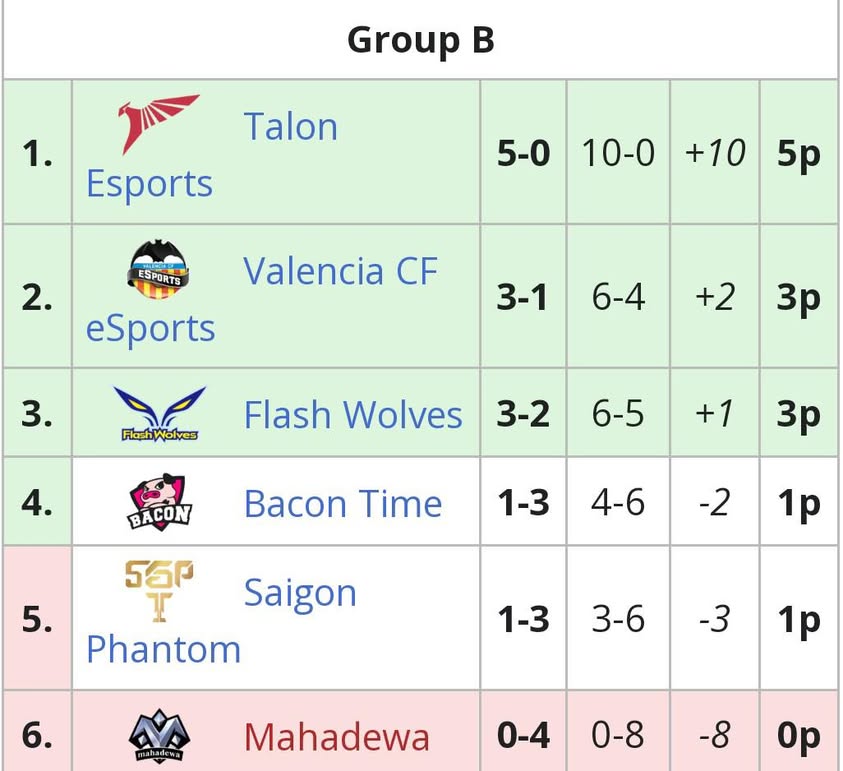 Group B
1. Talon Esports 5-0 10-0 +10 5p
VALENCIA CF
ESPORTS
2. Valencia CF eSports 3-1 6-4 +2 3p
Flash Wolves
3. Flash Wolves 3-2 6-5 +1 3p
BACON
4. Bacon Time 1-3 4-6 -2 1p
SGP
5. Saigon Phantom 1-3 3-6 -3 1p
mahadewa
6. Mahadewa 0-4 0-8 -8 0p